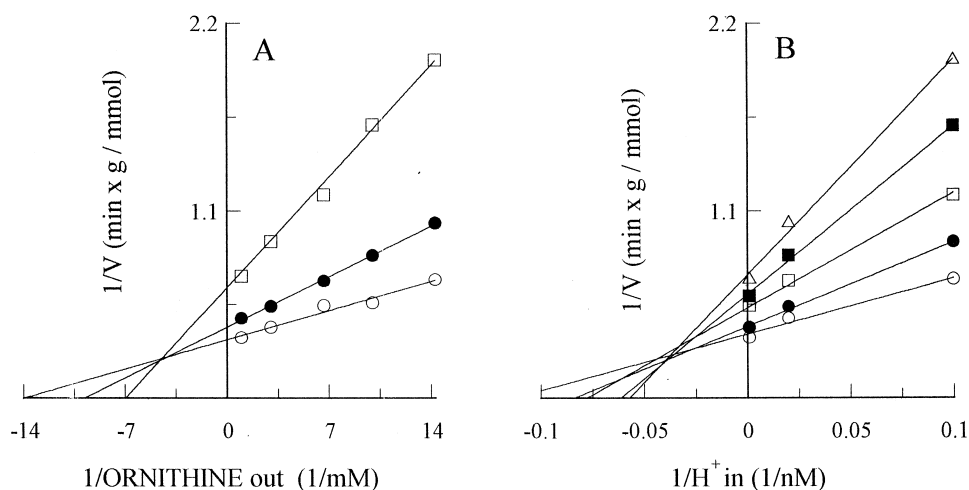 A
2.2
1.1
1/V (min x g / mmol)
-14 -7 0 7 14
1/ORNITHINE out (1/mM)
B
2.2
1.1
1/V (min x g / mmol)
-0.1 -0.05 0 0.05 0.1
1/H⁺ in (1/nM)